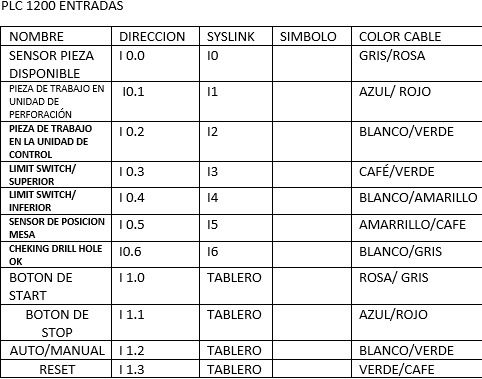 PLC 1200 ENTRADAS
NOMBRE DIRECCION SYSLINK SIMBOLO COLOR CABLE
SENSOR PIEZA I 0.0 I0 GRIS/ROSA
DISPONIBLE
PIEZA DE TRABAJO EN I0.1 I1 AZUL/ ROJO
UNIDAD DE
PERFORACIÓN
PIEZA DE TRABAJO I 0.2 I2 BLANCO/VERDE
EN LA UNIDAD DE
CONTROL
LIMIT SWITCH/ I 0.3 I3 CAFÉ/VERDE
SUPERIOR
LIMIT SWITCH/ I 0.4 I4 BLANCO/AMARILLO
INFERIOR
SENSOR DE POSICION I 0.5 I5 AMARRILLO/CAFE
MESA
CHEKING DRILL HOLE I0.6 I6 BLANCO/GRIS
OK
BOTON DE I 1.0 TABLERO ROSA/ GRIS
START
BOTON DE I 1.1 TABLERO AZUL/ROJO
STOP
AUTO/MANUAL I 1.2 TABLERO BLANCO/VERDE
RESET I 1.3 TABLERO VERDE/CAFE